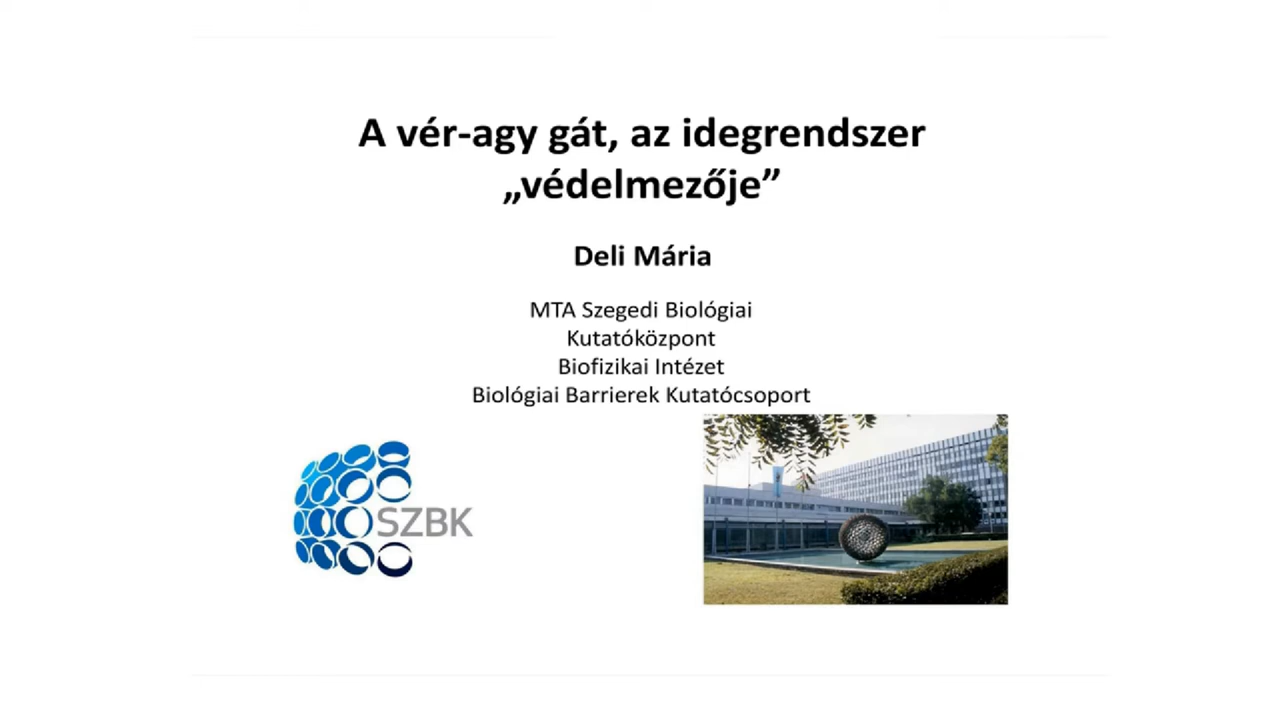 A vér-agy gát, az idegrendszer
„védelmezője”
Deli Mária
MTA Szegedi Biológiai
Kutatóközpont
Biofizikai Intézet
Biológiai Barrierek Kutatócsoport
SZBK